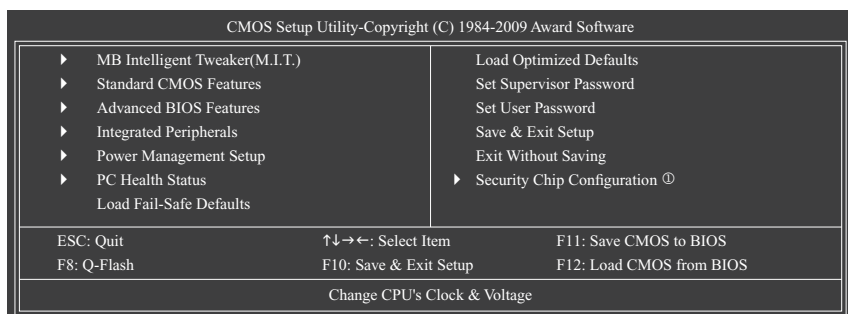 CMOS Setup Utility-Copyright (C) 1984-2009 Award Software
▶ MB Intelligent Tweaker(M.I.T.)
▶ Standard CMOS Features
▶ Advanced BIOS Features
▶ Integrated Peripherals
▶ Power Management Setup
▶ PC Health Status
Load Fail-Safe Defaults
Load Optimized Defaults
Set Supervisor Password
Set User Password
Save & Exit Setup
Exit Without Saving
▶ Security Chip Configuration ①
ESC: Quit
↑↓→←: Select Item
F11: Save CMOS to BIOS
F8: Q-Flash
F10: Save & Exit Setup
F12: Load CMOS from BIOS
Change CPU's Clock & Voltage